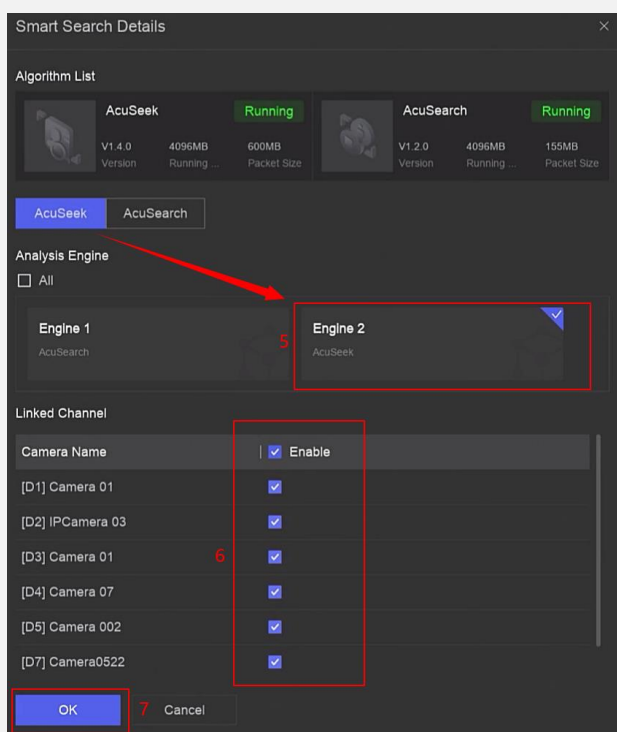 Smart Search Details
Algorithm List
AcuSeek Running AcuSearch Running
V1.4.0 4096MB 600MB V1.2.0 4096MB 155MB
Version Running ... Packet Size Version Running ... Packet Size
AcuSeek AcuSearch
Analysis Engine
All
Engine 1 5 Engine 2
AcuSearch AcuSeek
Linked Channel
Camera Name Enable
[D1] Camera 01
[D2] IPCamera 03
[D3] Camera 01 6
[D4] Camera 07
[D5] Camera 002
[D7] Camera0522
OK 7 Cancel